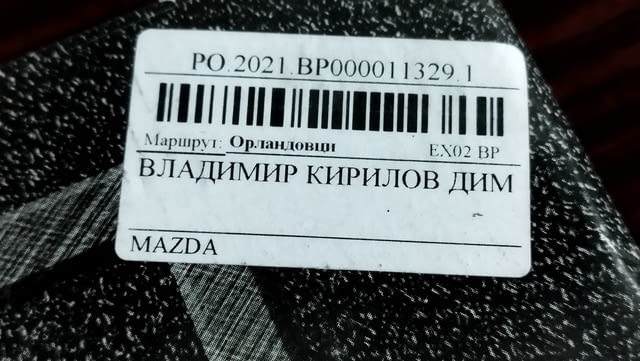 PO.2021.BP000011329.1
Маршрут: Орландовци EX02 BP
ВЛАДИМИР КИРИЛОВ ДИМ
MAZDA